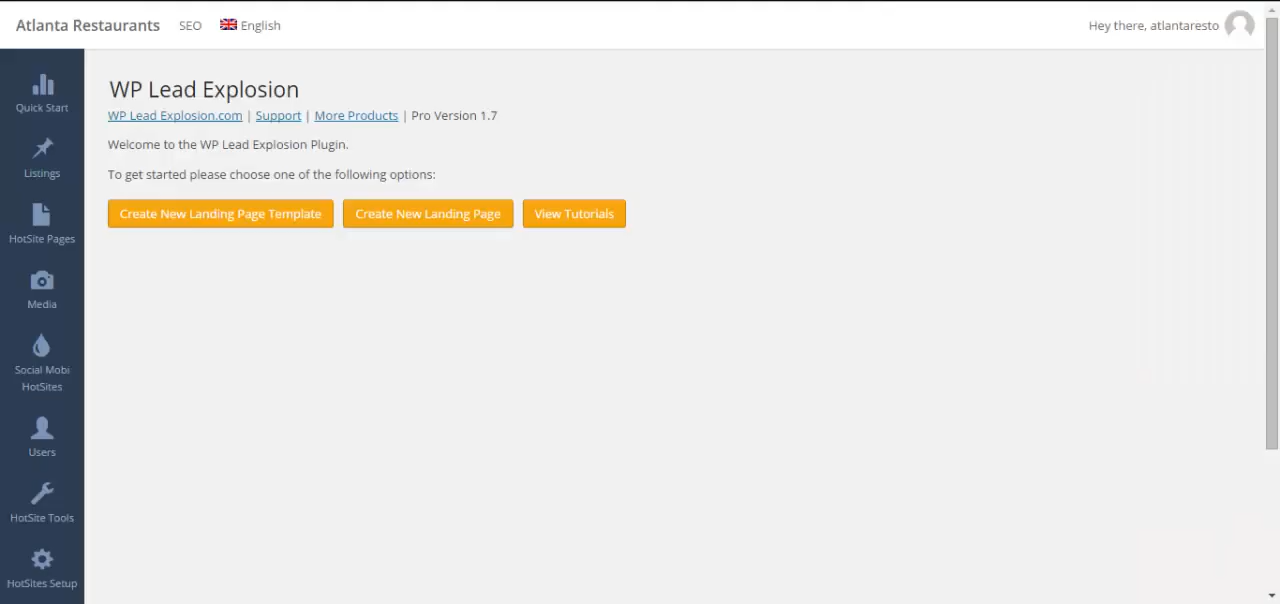 Atlanta Restaurants SEO English Hey there, atlantaresto
Quick Start
Listings
HotSite Pages
Media
Social Mobi
HotSites
Users
HotSite Tools
HotSites Setup
WP Lead Explosion
WP Lead Explosion.com | Support | More Products | Pro Version 1.7
Welcome to the WP Lead Explosion Plugin.
To get started please choose one of the following options:
Create New Landing Page Template Create New Landing Page View Tutorials